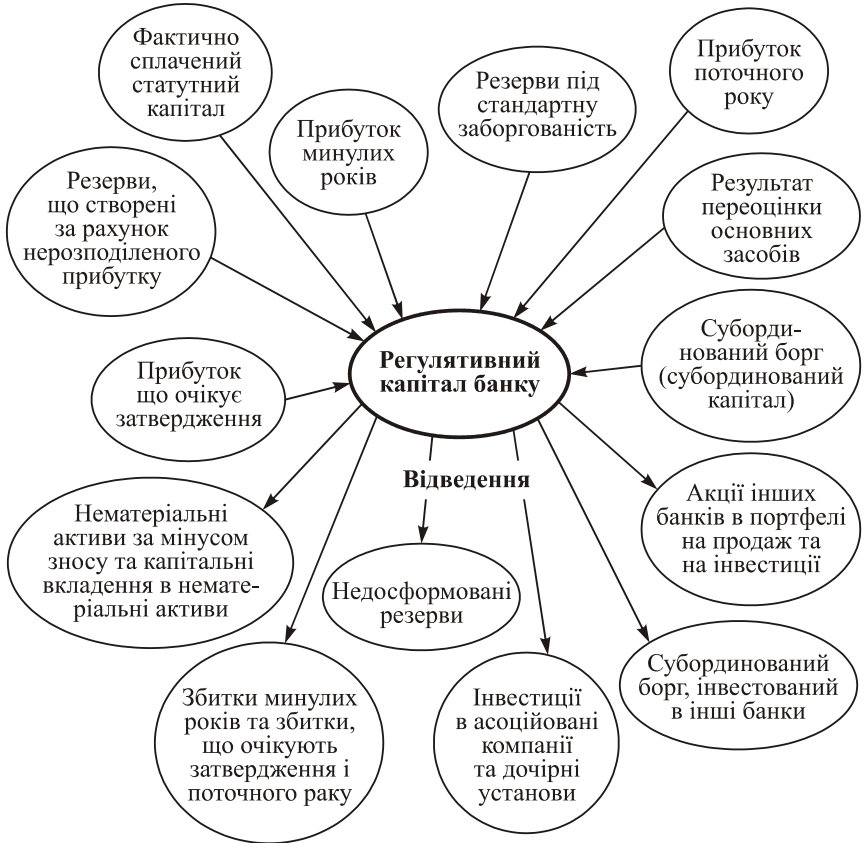 Фактично
сплачений
статутний
капітал
Прибуток
минулих
років
Резерви під
стандартну
заборгованість
Прибуток
поточного
року
Резерви,
що створені
за рахунок
нерозподіленого
прибутку
Результат
переоцінки
основних
засобів
Регулятивний
капітал банку
Суборди-
нований борг
(субординований
капітал)
Прибуток
що очікує
затвердження
Відведення
Нематеріальні
активи за мінусом
зносу та капітальні
вкладення в немате-
ріальні активи
Недосформовані
резерви
Акції інших
банків в портфелі
на продаж та
на інвестиції
Збитки минулих
років та збитки,
що очікують
затвердження і
поточного раку
Інвестиції
в асоційовані
компанії
та дочірні
установи
Субординований
борг, інвестований
в інші банки